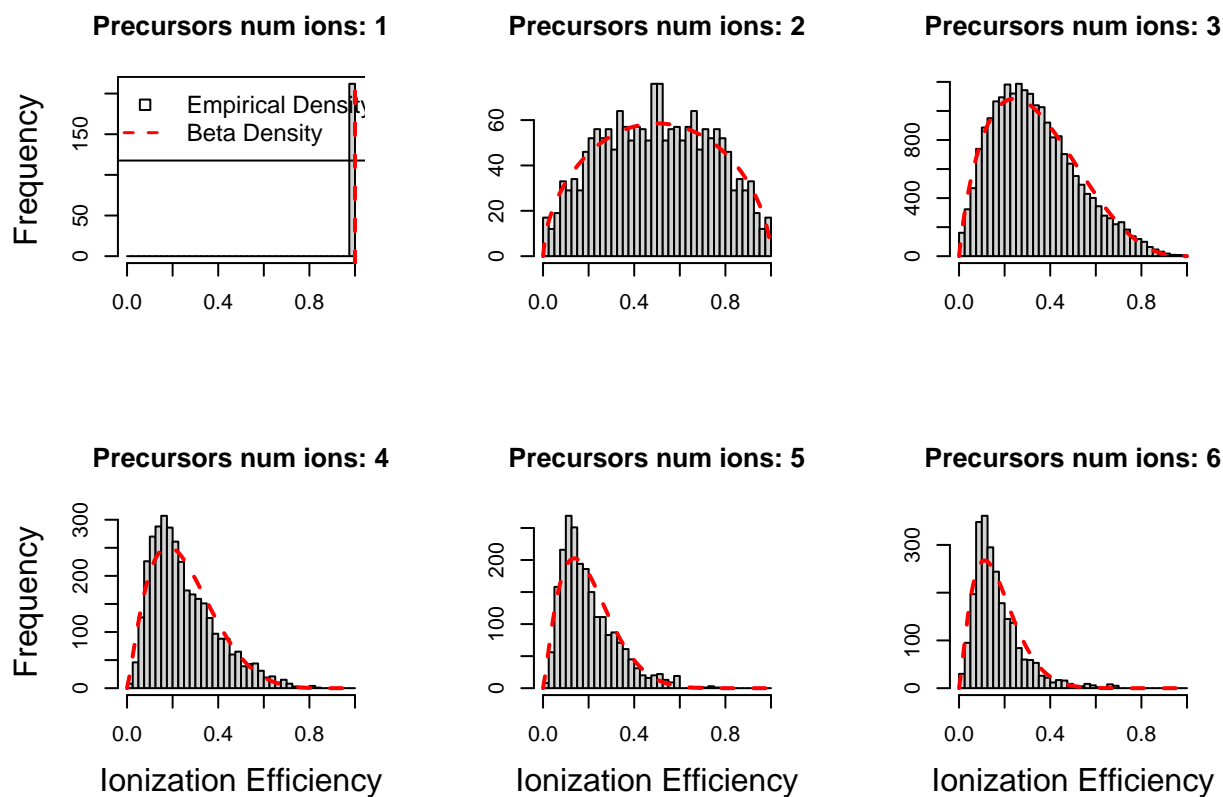 Precursors num ions: 1
Precursors num ions: 2
Precursors num ions: 3
Frequency
0
50
150
Empirical Density
Beta Density
0.0
0.4
0.8
0
20
40
60
0.0
0.4
0.8
0
400
800
0.0
0.4
0.8
Precursors num ions: 4
Precursors num ions: 5
Precursors num ions: 6
Frequency
0
100
200
300
0.0
0.4
0.8
0
100
200
0.0
0.4
0.8
0
100
300
0.0
0.4
0.8
Ionization Efficiency
Ionization Efficiency
Ionization Efficiency